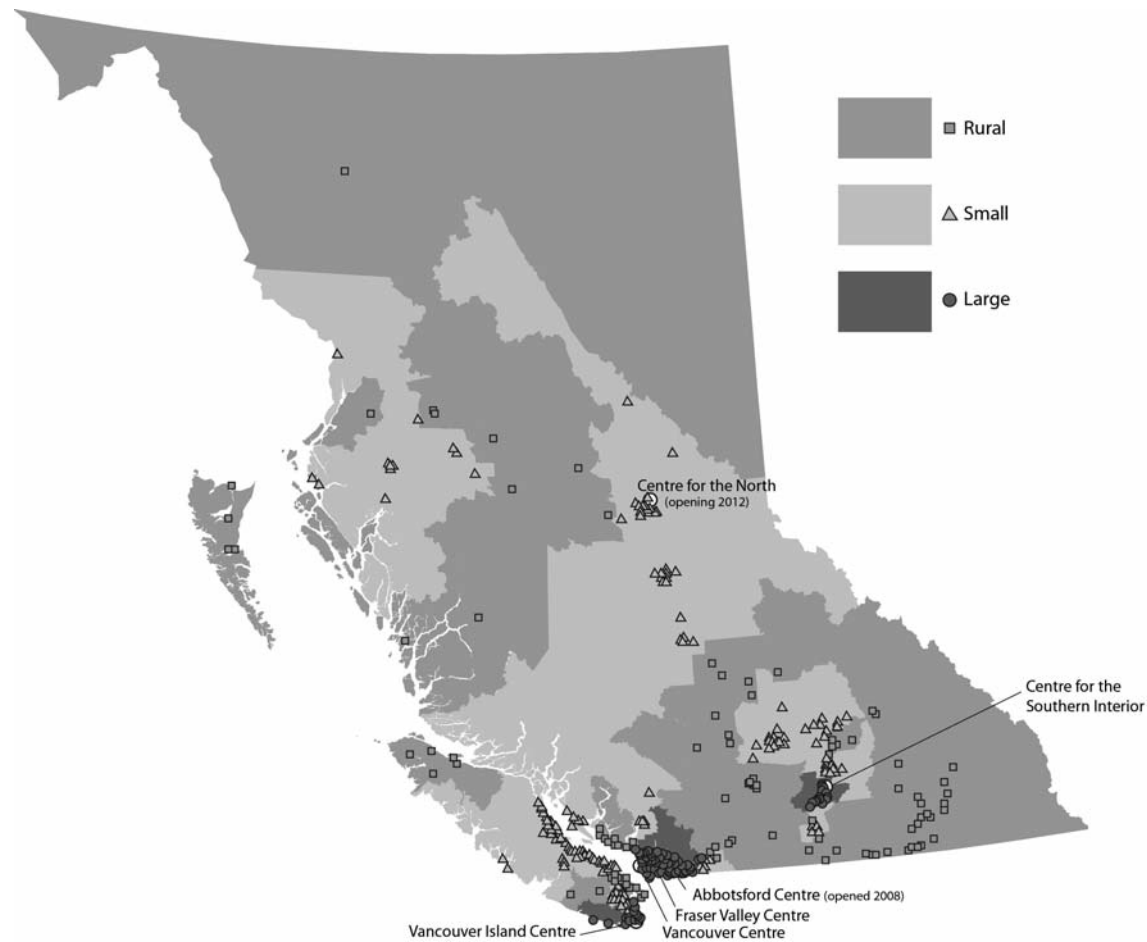 Rural
Small
Large
Centre for the North
(opening 2012)
Centre for the
Southern Interior
Abbotsford Centre (opened 2008)
Fraser Valley Centre
Vancouver Centre
Vancouver Island Centre